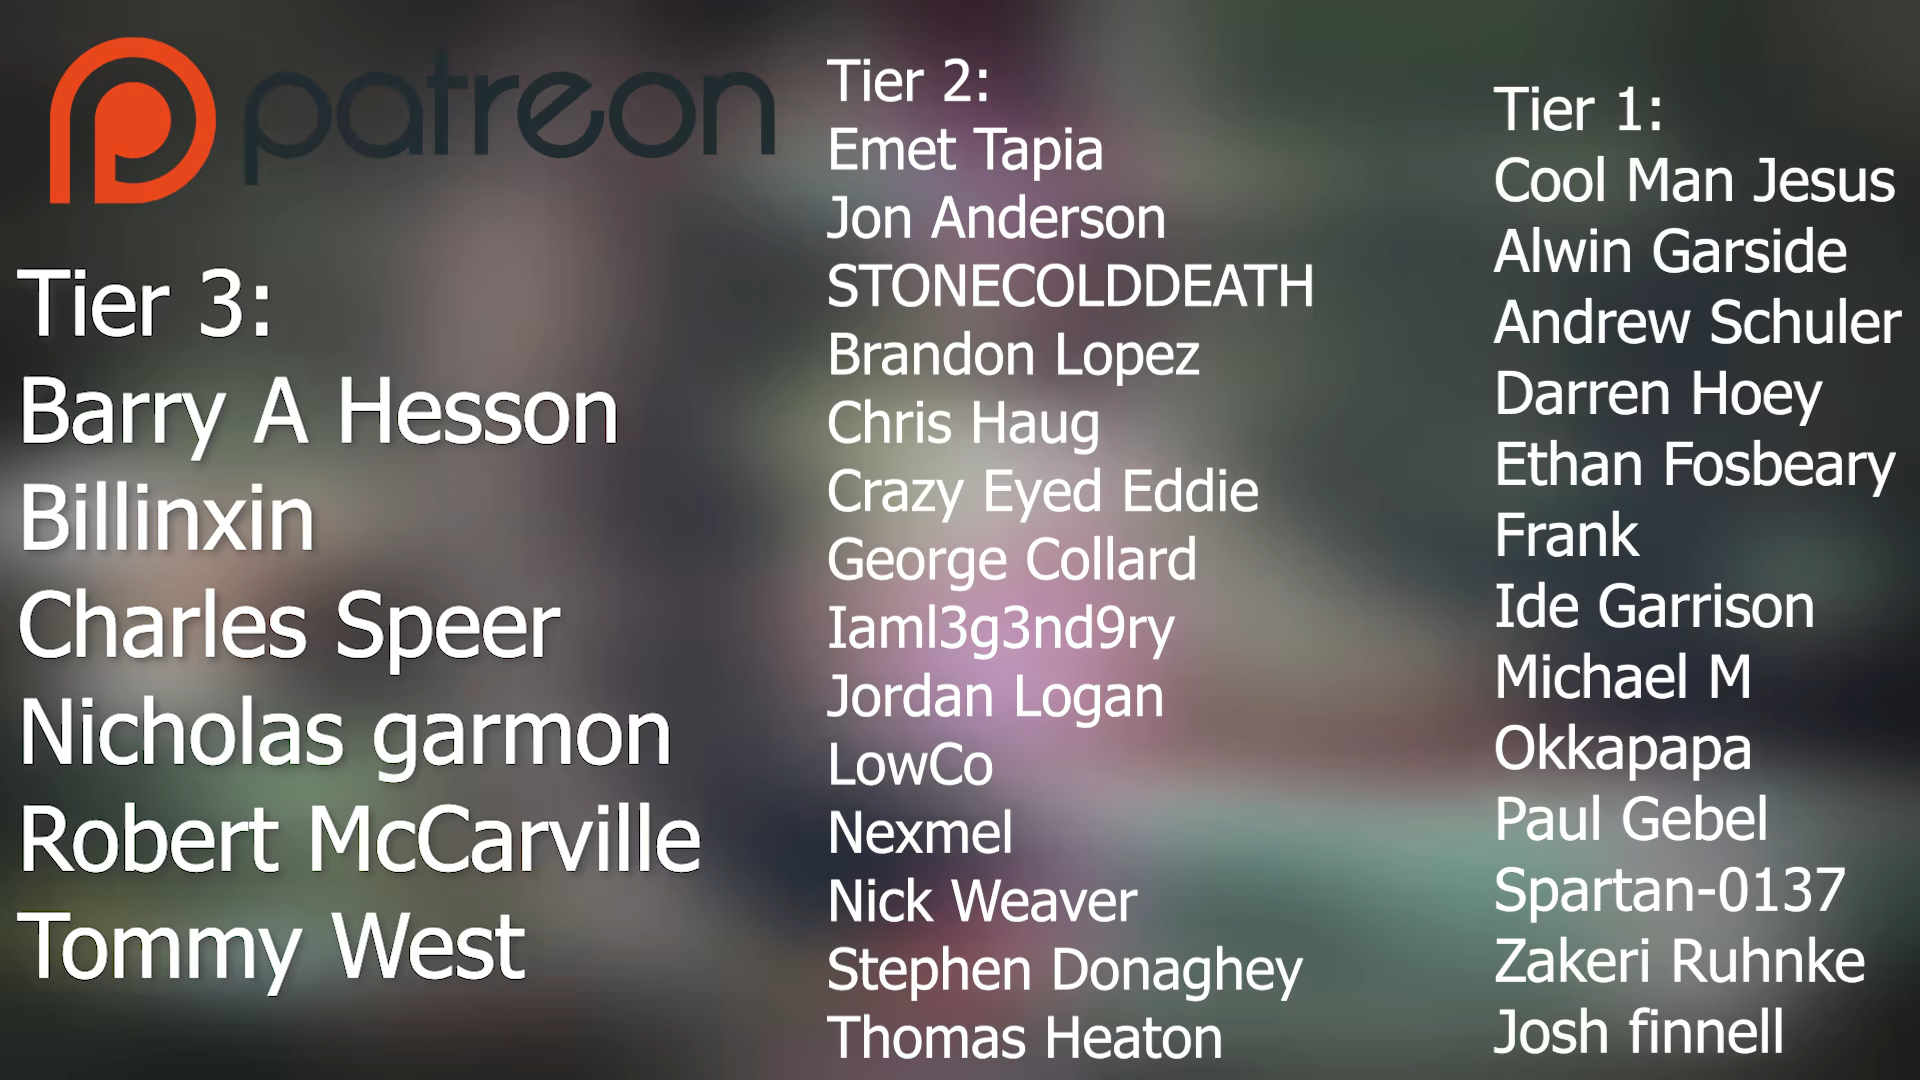 patreon
Tier 3:
Barry A Hesson
Billinxin
Charles Speer
Nicholas garmon
Robert McCarville
Tommy West
Tier 2:
Emet Tapia
Jon Anderson
STONECOLDDEATH
Brandon Lopez
Chris Haug
Crazy Eyed Eddie
George Collard
Iaml3g3nd9ry
Jordan Logan
LowCo
Nexmel
Nick Weaver
Stephen Donaghey
Thomas Heaton
Tier 1:
Cool Man Jesus
Alwin Garside
Andrew Schuler
Darren Hoey
Ethan Fosbeary
Frank
Ide Garrison
Michael M
Okkapapa
Paul Gebel
Spartan-0137
Zakeri Ruhnke
Josh finnell